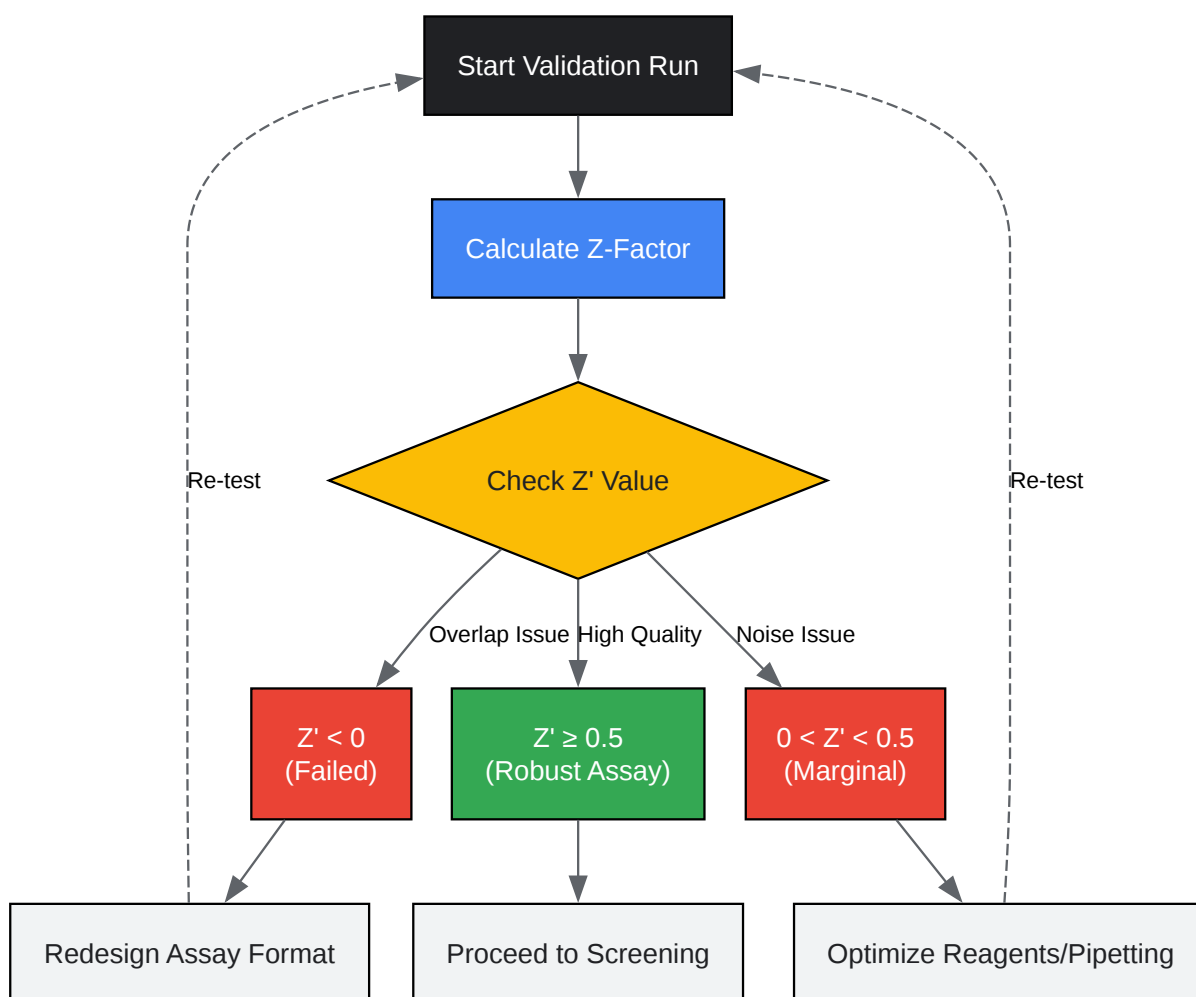 Start Validation Run
Calculate Z-Factor
Check Z' Value
Re-test
Re-test
Overlap Issue
High Quality
Noise Issue
Z' < 0
(Failed)
Z' ≥ 0.5
(Robust Assay)
0 < Z' < 0.5
(Marginal)
Redesign Assay Format
Proceed to Screening
Optimize Reagents/Pipetting